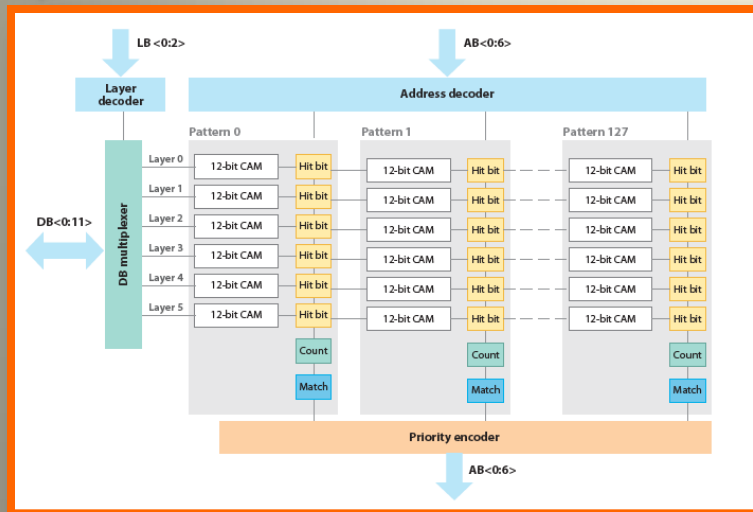 LB <0:2>
AB<0:6>
Layer
decoder
Address decoder
Pattern 0
Pattern 1
Pattern 127
DB<0:11>
DB multiplexer
Layer 0
12-bit CAM
Hit bit
12-bit CAM
Hit bit
12-bit CAM
Hit bit
Layer 1
12-bit CAM
Hit bit
12-bit CAM
Hit bit
12-bit CAM
Hit bit
Layer 2
12-bit CAM
Hit bit
12-bit CAM
Hit bit
12-bit CAM
Hit bit
Layer 3
12-bit CAM
Hit bit
12-bit CAM
Hit bit
12-bit CAM
Hit bit
Layer 4
12-bit CAM
Hit bit
12-bit CAM
Hit bit
12-bit CAM
Hit bit
Layer 5
12-bit CAM
Hit bit
12-bit CAM
Hit bit
12-bit CAM
Hit bit
Count
Count
Count
Match
Match
Match
Priority encoder
AB<0:6>